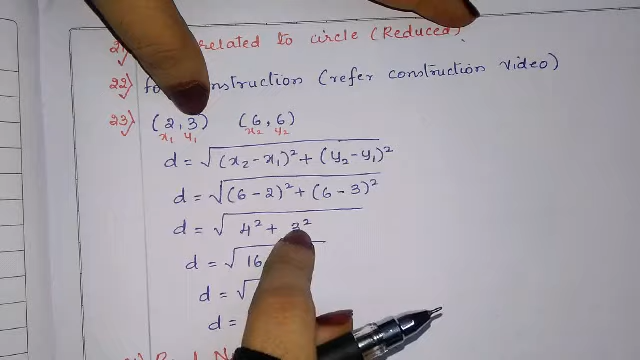 21) related to circle (Reduced).
22) for construction (refer construction video)
23) (2, 3) (6, 6)
x₁ y₁ x₂ y₂
d = √(x₂ - x₁)² + (y₂ - y₁)²
d = √(6 - 2)² + (6 - 3)²
d = √4² + 3²
d = √16
d = √
d =